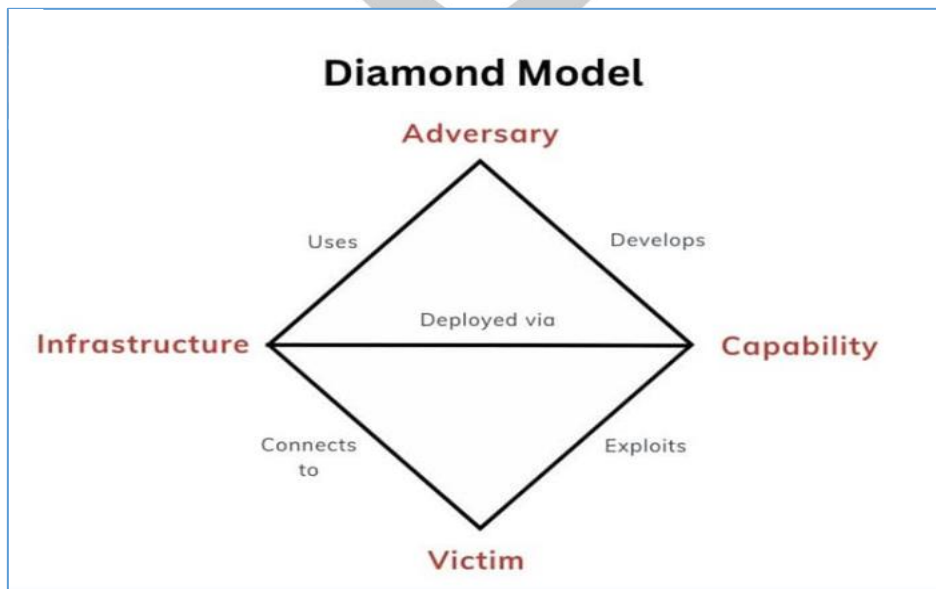 Diamond Model
Adversary
Uses
Develops
Deployed via
Infrastructure
Capability
Connects
to
Exploits
Victim